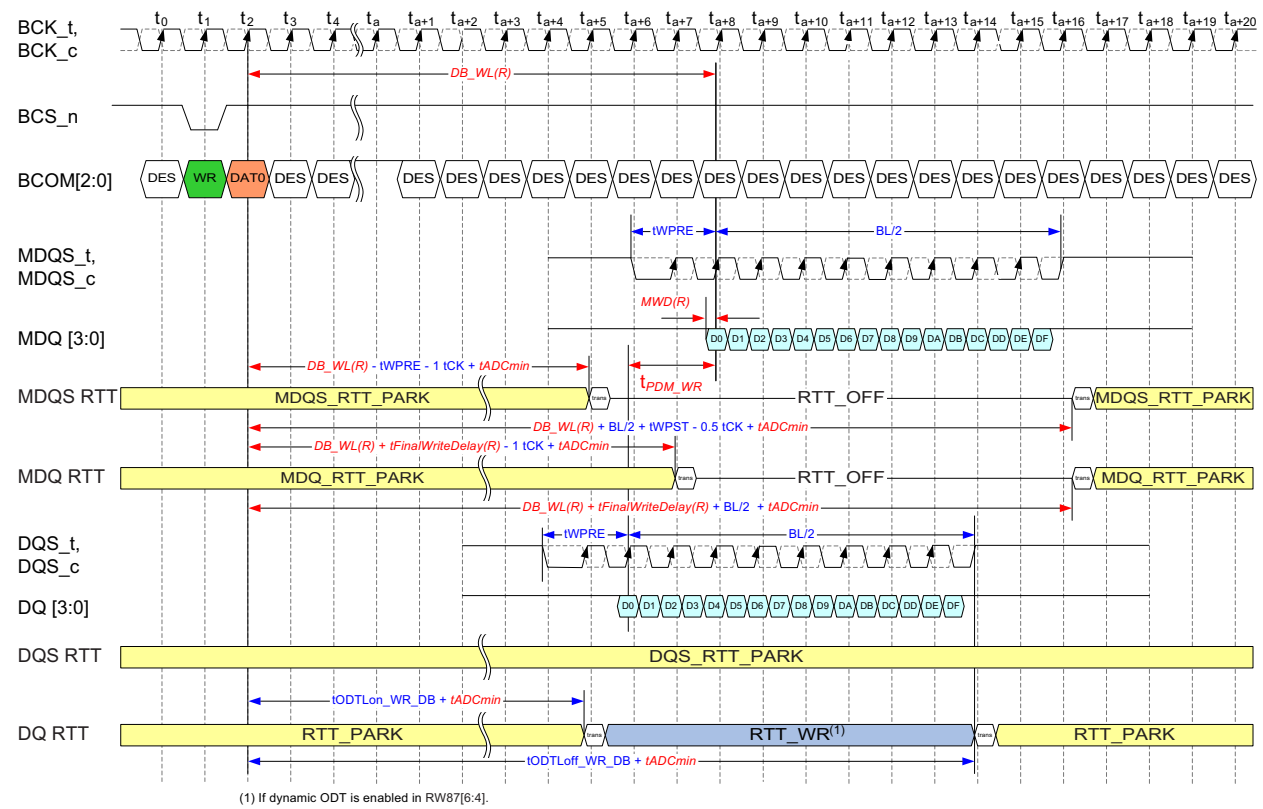 t0 t1 t2 t3 t4 ta ta+1 ta+2 ta+3 ta+4 ta+5 ta+6 ta+7 ta+8 ta+9 ta+10 ta+11 ta+12 ta+13 ta+14 ta+15 ta+16 ta+17 ta+18 ta+19 ta+20
BCK_t,
BCK_c
DB_WL(R)
BCS_n
BCOM[2:0] DES WR DAT0 DES DES DES DES DES DES DES DES DES DES DES DES DES DES DES DES DES DES DES DES DES DES
tWPRE BL/2
MDQS_t,
MDQS_c
MWD(R)
MDQ [3:0] D0 D1 D2 D3 D4 D5 D6 D7 D8 D9 DA DB DC DD DE DF
DB_WL(R) - tWPRE - 1 tCK + tADCmin
tPDM_WR
MDQS RTT MDQS_RTT_PARK trans RTT_OFF trans MDQS_RTT_PARK
DB_WL(R) + BL/2 + tWPST - 0.5 tCK + tADCmin
DB_WL(R) + tFinalWriteDelay(R) - 1 tCK + tADCmin
MDQ RTT MDQ_RTT_PARK trans RTT_OFF trans MDQ_RTT_PARK
DB_WL(R) + tFinalWriteDelay(R) + BL/2 + tADCmin
tWPRE BL/2
DQS_t,
DQS_c
DQ [3:0] D0 D1 D2 D3 D4 D5 D6 D7 D8 D9 DA DB DC DD DE DF
DQS RTT DQS_RTT_PARK
tODTLon_WR_DB + tADCmin
DQ RTT RTT_PARK trans RTT_WR(1) trans RTT_PARK
tODTLoff_WR_DB + tADCmin
(1) If dynamic ODT is enabled in RW87[6:4].